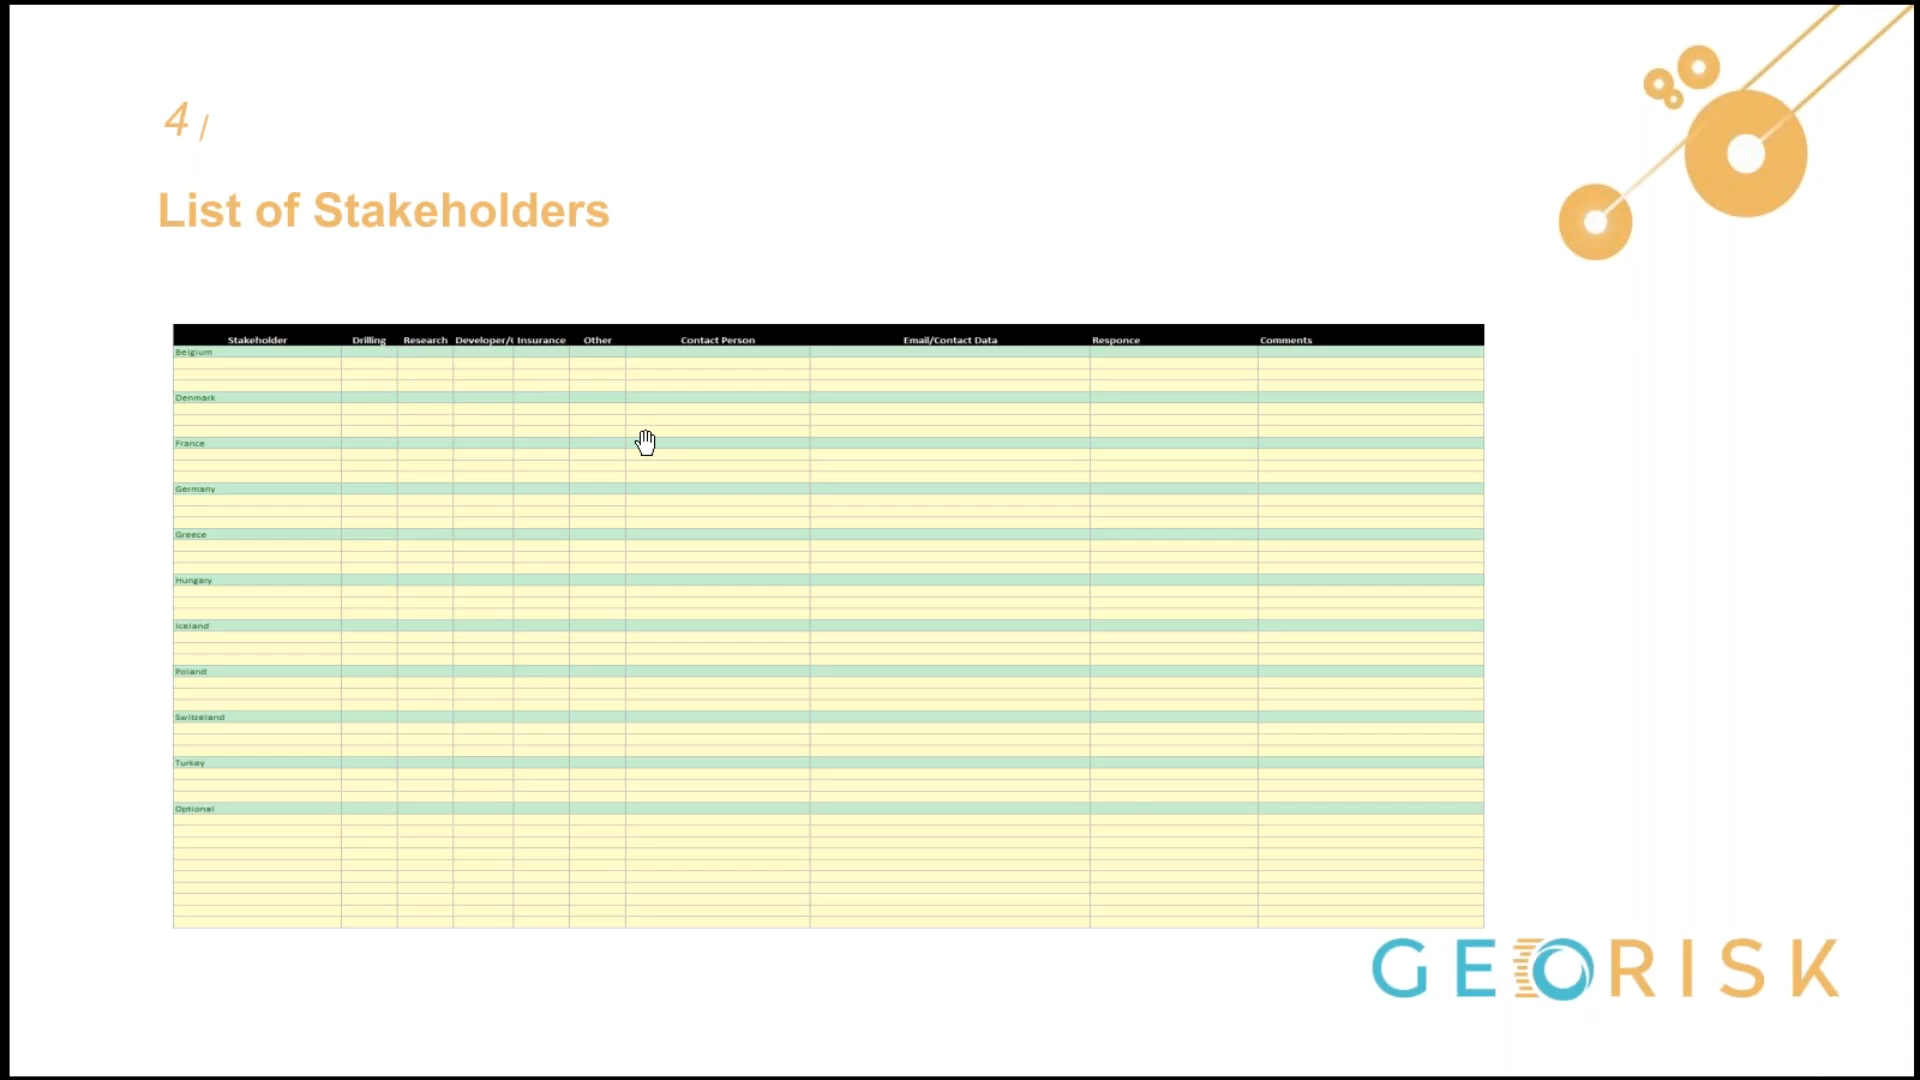 4 /
List of Stakeholders
Stakeholder Drilling Research Developer/( Insurance Other Contact Person Email/Contact Data Responce Comments
Belgium
Denmark
France
Germany
Greece
Hungary
Iceland
Poland
Switzeland
Turkey
Optional
GEORISK